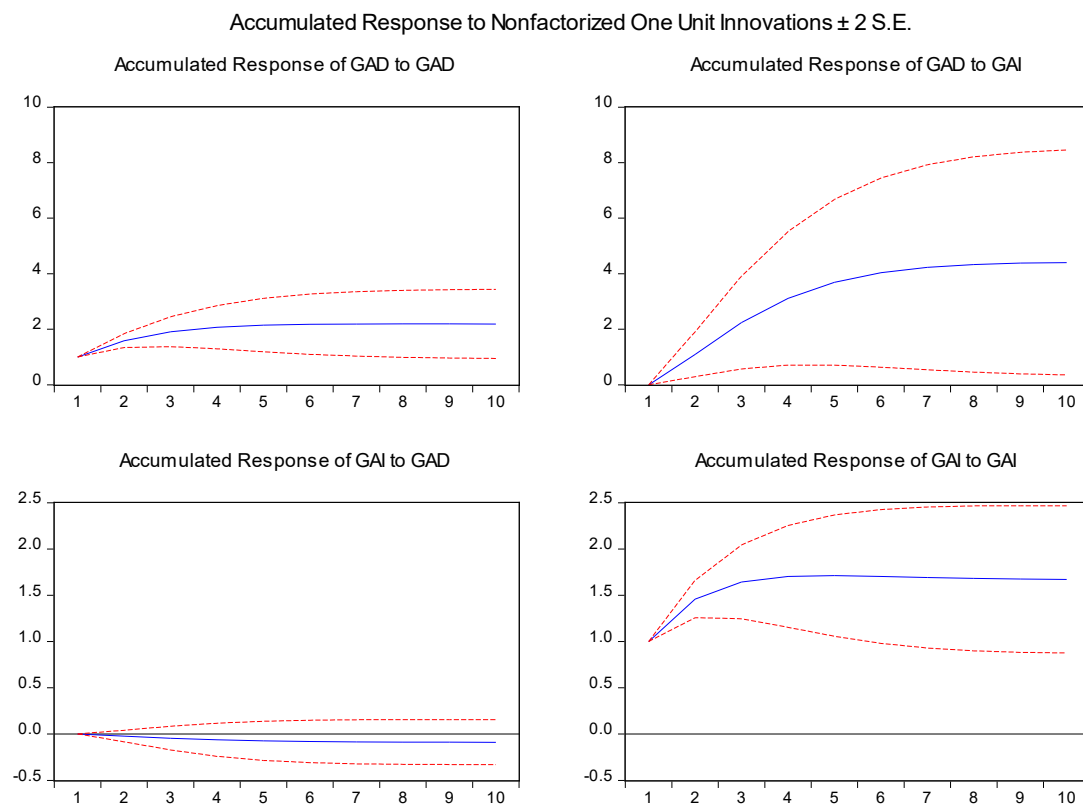 Accumulated Response to Nonfactorized One Unit Innovations ± 2 S.E.
Accumulated Response of GAD to GAD
10
8
6
4
2
0
1 2 3 4 5 6 7 8 9 10
Accumulated Response of GAD to GAI
10
8
6
4
2
0
1 2 3 4 5 6 7 8 9 10
Accumulated Response of GAI to GAD
2.5
2.0
1.5
1.0
0.5
0.0
-0.5
1 2 3 4 5 6 7 8 9 10
Accumulated Response of GAI to GAI
2.5
2.0
1.5
1.0
0.5
0.0
-0.5
1 2 3 4 5 6 7 8 9 10